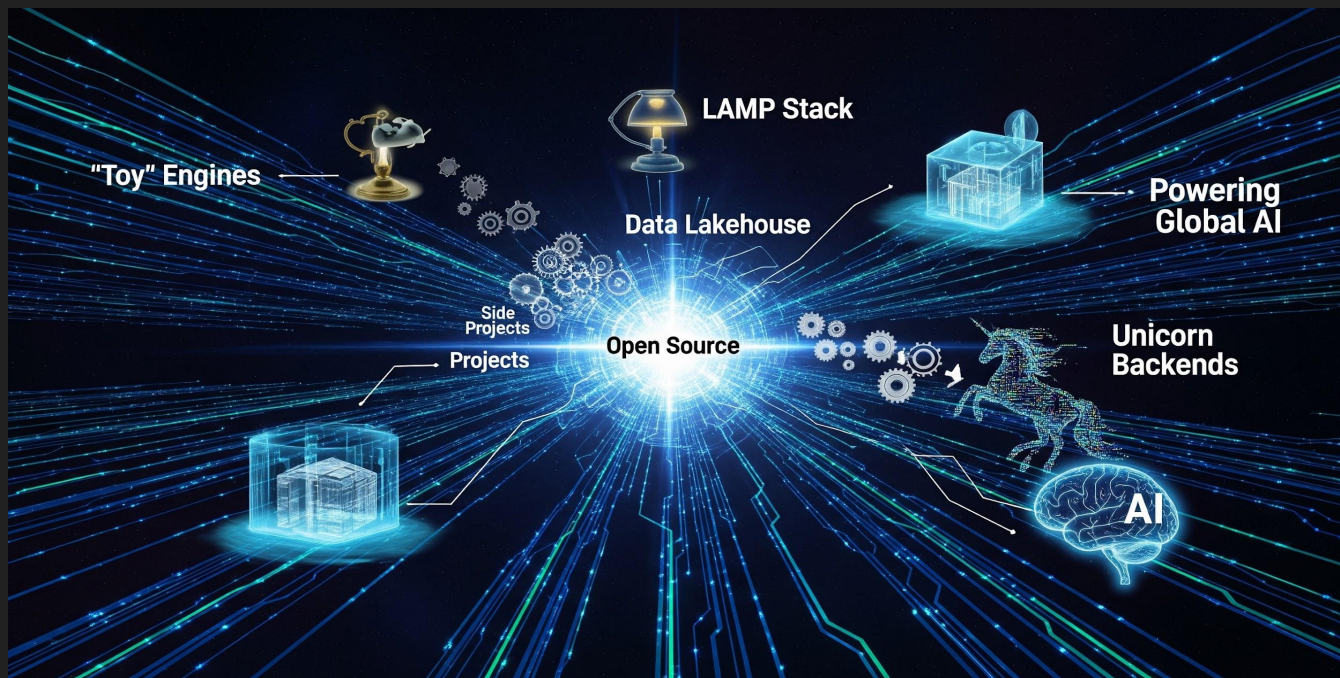 LAMP Stack
"Toy" Engines
Powering
Global AI
Data Lakehouse
Side
Projects
Projects
Open Source
Unicorn
Backends
AI